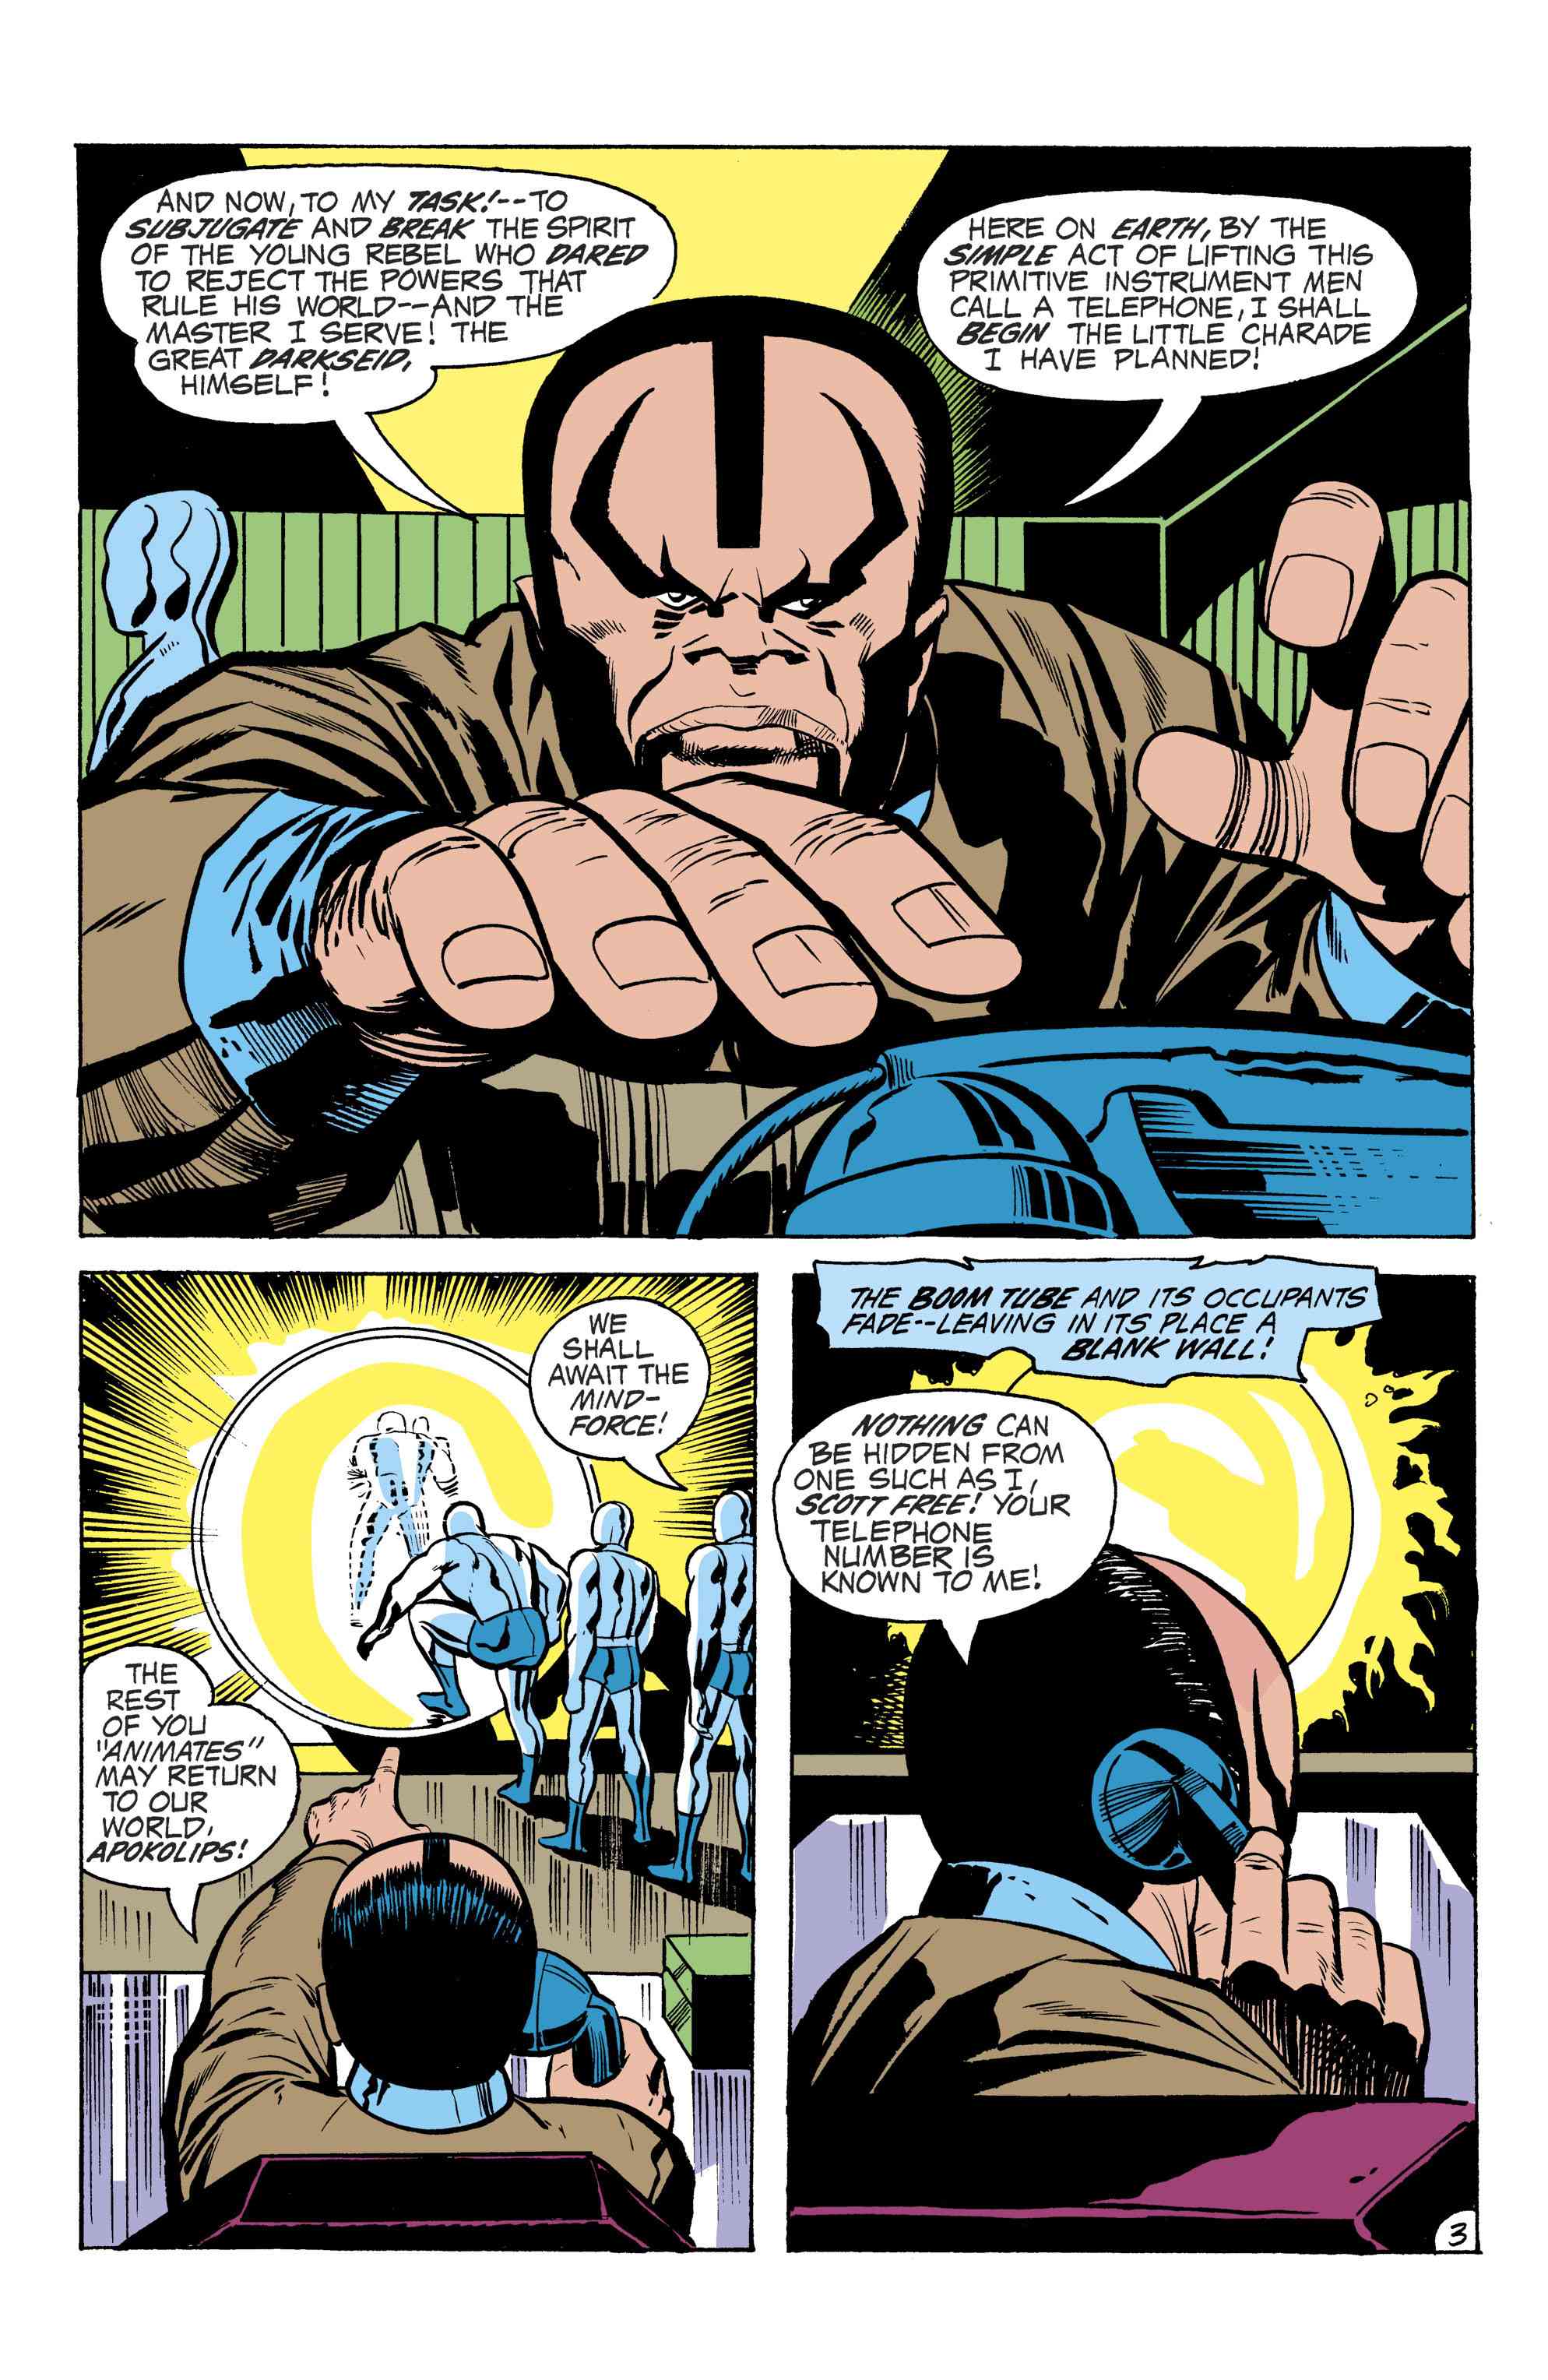 AND NOW, TO MY TASK!--TO
SUBJUGATE AND BREAK THE SPIRIT
OF THE YOUNG REBEL WHO DARED
TO REJECT THE POWERS THAT
RULE HIS WORLD--AND THE
MASTER I SERVE! THE
GREAT DARKSEID,
HIMSELF!
HERE ON EARTH, BY THE
SIMPLE ACT OF LIFTING THIS
PRIMITIVE INSTRUMENT MEN
CALL A TELEPHONE, I SHALL
BEGIN THE LITTLE CHARADE
I HAVE PLANNED!
WE
SHALL
AWAIT THE
MIND-
FORCE!
THE
REST
OF YOU
"ANIMATES"
MAY RETURN
TO OUR
WORLD,
APOKOLIPS!
THE BOOM TUBE AND ITS OCCUPANTS
FADE--LEAVING IN ITS PLACE A
BLANK WALL!
NOTHING CAN
BE HIDDEN FROM
ONE SUCH AS I,
SCOTT FREE! YOUR
TELEPHONE
NUMBER IS
KNOWN TO ME!
3